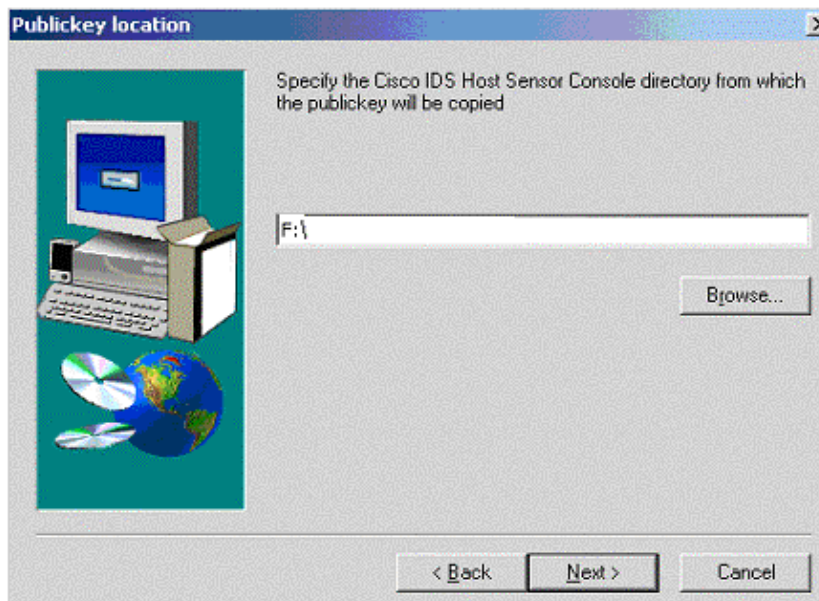 Publickey location
Specify the Cisco IDS Host Sensor Console directory from which
the publickey will be copied
F:\
Browse...
< Back
Next >
Cancel